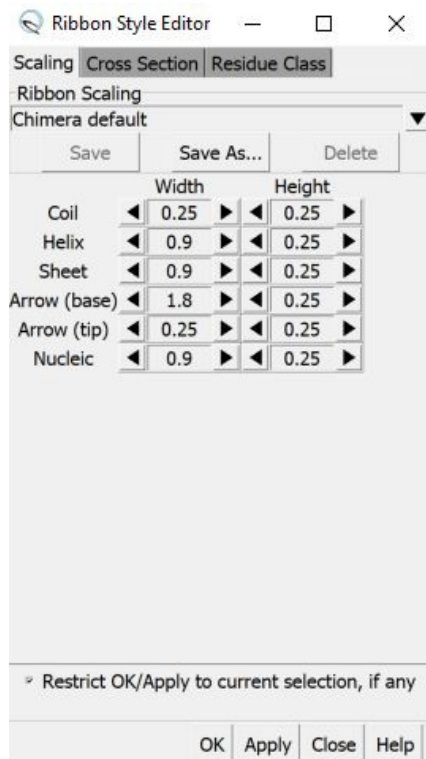 Ribbon Style Editor
Scaling Cross Section Residue Class
Ribbon Scaling
Chimera default
Save Save As... Delete
Width Height
Coil 0.25 0.25
Helix 0.9 0.25
Sheet 0.9 0.25
Arrow (base) 1.8 0.25
Arrow (tip) 0.25 0.25
Nucleic 0.9 0.25
Restrict OK/Apply to current selection, if any
OK Apply Close Help